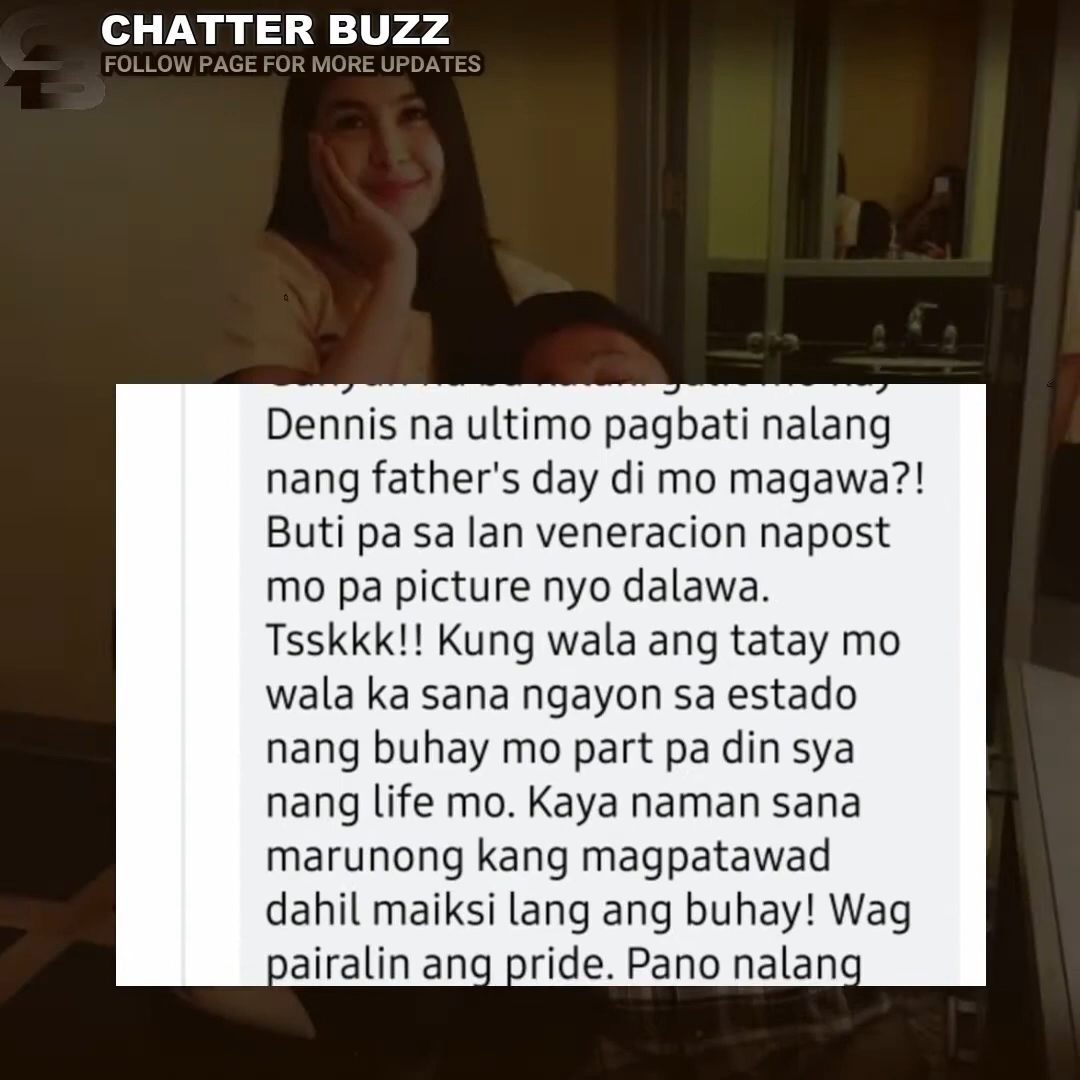 CHATTER BUZZ
FOLLOW PAGE FOR MORE UPDATES
Dennis na ultimo pagbati nalang
nang father's day di mo magawa?!
Buti pa sa Ian veneracion napost
mo pa picture nyo dalawa.
Tsskkk!! Kung wala ang tatay mo
wala ka sana ngayon sa estado
nang buhay mo part pa din sya
nang life mo. Kaya naman sana
marunong kang magpatawad
dahil maiksi lang ang buhay! Wag
pairalin ang pride. Pano nalang